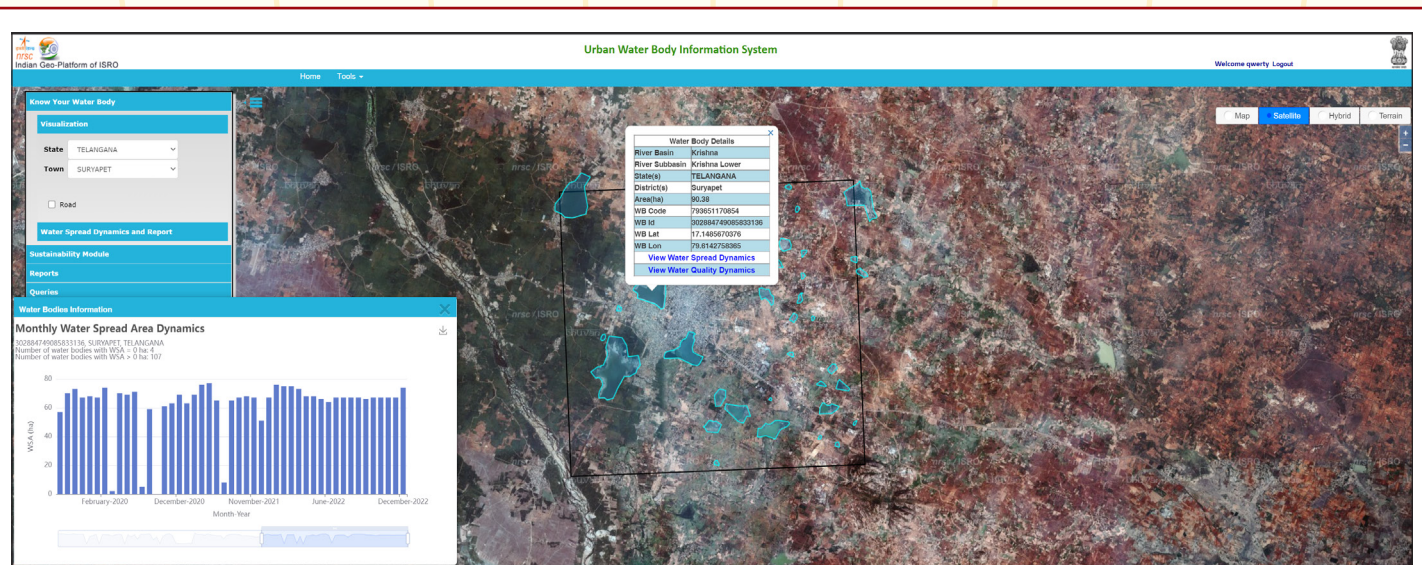 nrsc
Indian Geo-Platform of ISRO
Urban Water Body Information System
Welcome qwerty Logout
Home Tools
Know Your Water Body
Visualization
State TELANGANA
Town SURYAPET
Road
Water Spread Dynamics and Report
Sustainability Module
Reports
Queries
Map Satellite Hybrid Terrain
+
−
×
Water Body Details
River Basin Krishna
River Subbasin Krishna Lower
State(s) TELANGANA
District(s) Suryapet
Area(ha) 90.38
WB Code 793651170854
WB Id 302884749085833136
WB Lat 17.1485670376
WB Lon 79.6142758365
View Water Spread Dynamics
View Water Quality Dynamics
nrsc / ISRO
bhuvan
Water Bodies Information
Monthly Water Spread Area Dynamics
302884749085833136, SURYAPET, TELANGANA
Number of water bodies with WSA = 0 ha: 4
Number of water bodies with WSA > 0 ha: 107
WSA (ha)
80
60
40
20
0
February-2020 December-2020 November-2021 June-2022 December-2022
Month-Year